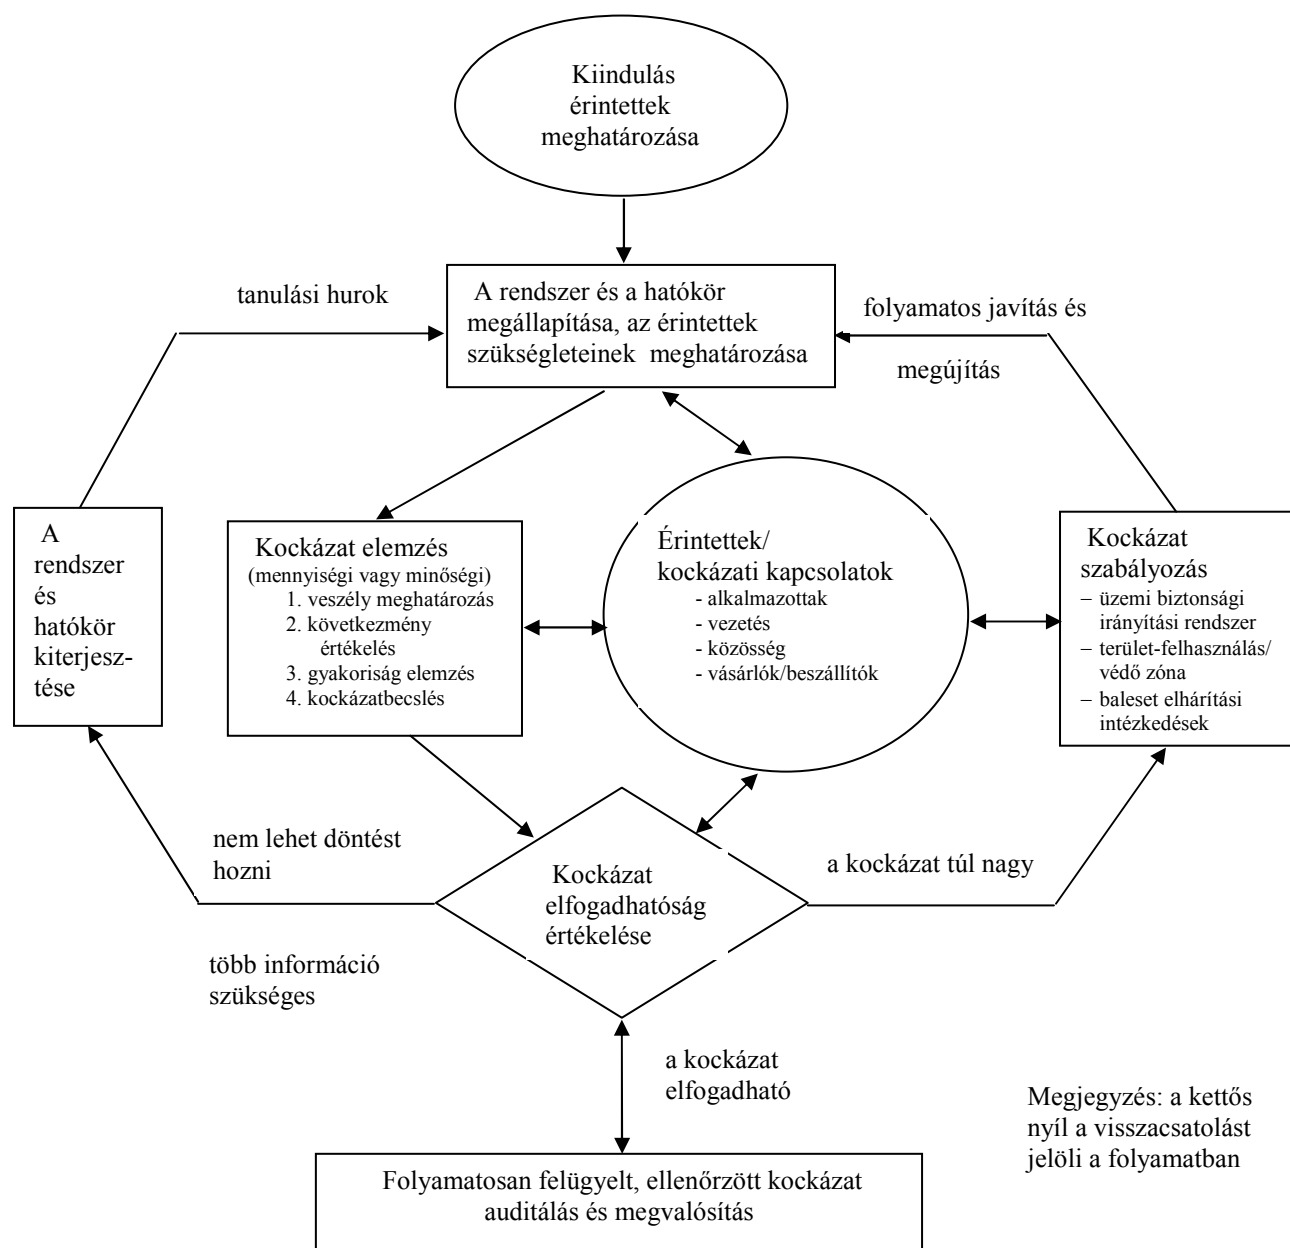 Kiindulás
érintettek
meghatározása
tanulási hurok
A rendszer és a hatókör
megállapítása, az érintettek
szükségleteinek meghatározása
folyamatos javítás és
megújítás
A
rendszer
és
hatókör
kiterjesz-
tése
Kockázat elemzés
(mennyiségi vagy minőségi)
1. veszély meghatározás
2. következmény
értékelés
3. gyakoriság elemzés
4. kockázatbecslés
Érintettek/
kockázati kapcsolatok
- alkalmazottak
- vezetés
- közösség
- vásárlók/beszállítók
Kockázat
szabályozás
– üzemi biztonsági
irányítási rendszer
– terület-felhasználás/
védő zóna
– baleset elhárítási
intézkedések
nem lehet döntést
hozni
több információ
szükséges
Kockázat
elfogadhatóság
értékelése
a kockázat túl nagy
a kockázat
elfogadható
Megjegyzés: a kettős
nyíl a visszacsatolást
jelöli a folyamatban
Folyamatosan felügyelt, ellenőrzött kockázat
auditálás és megvalósítás